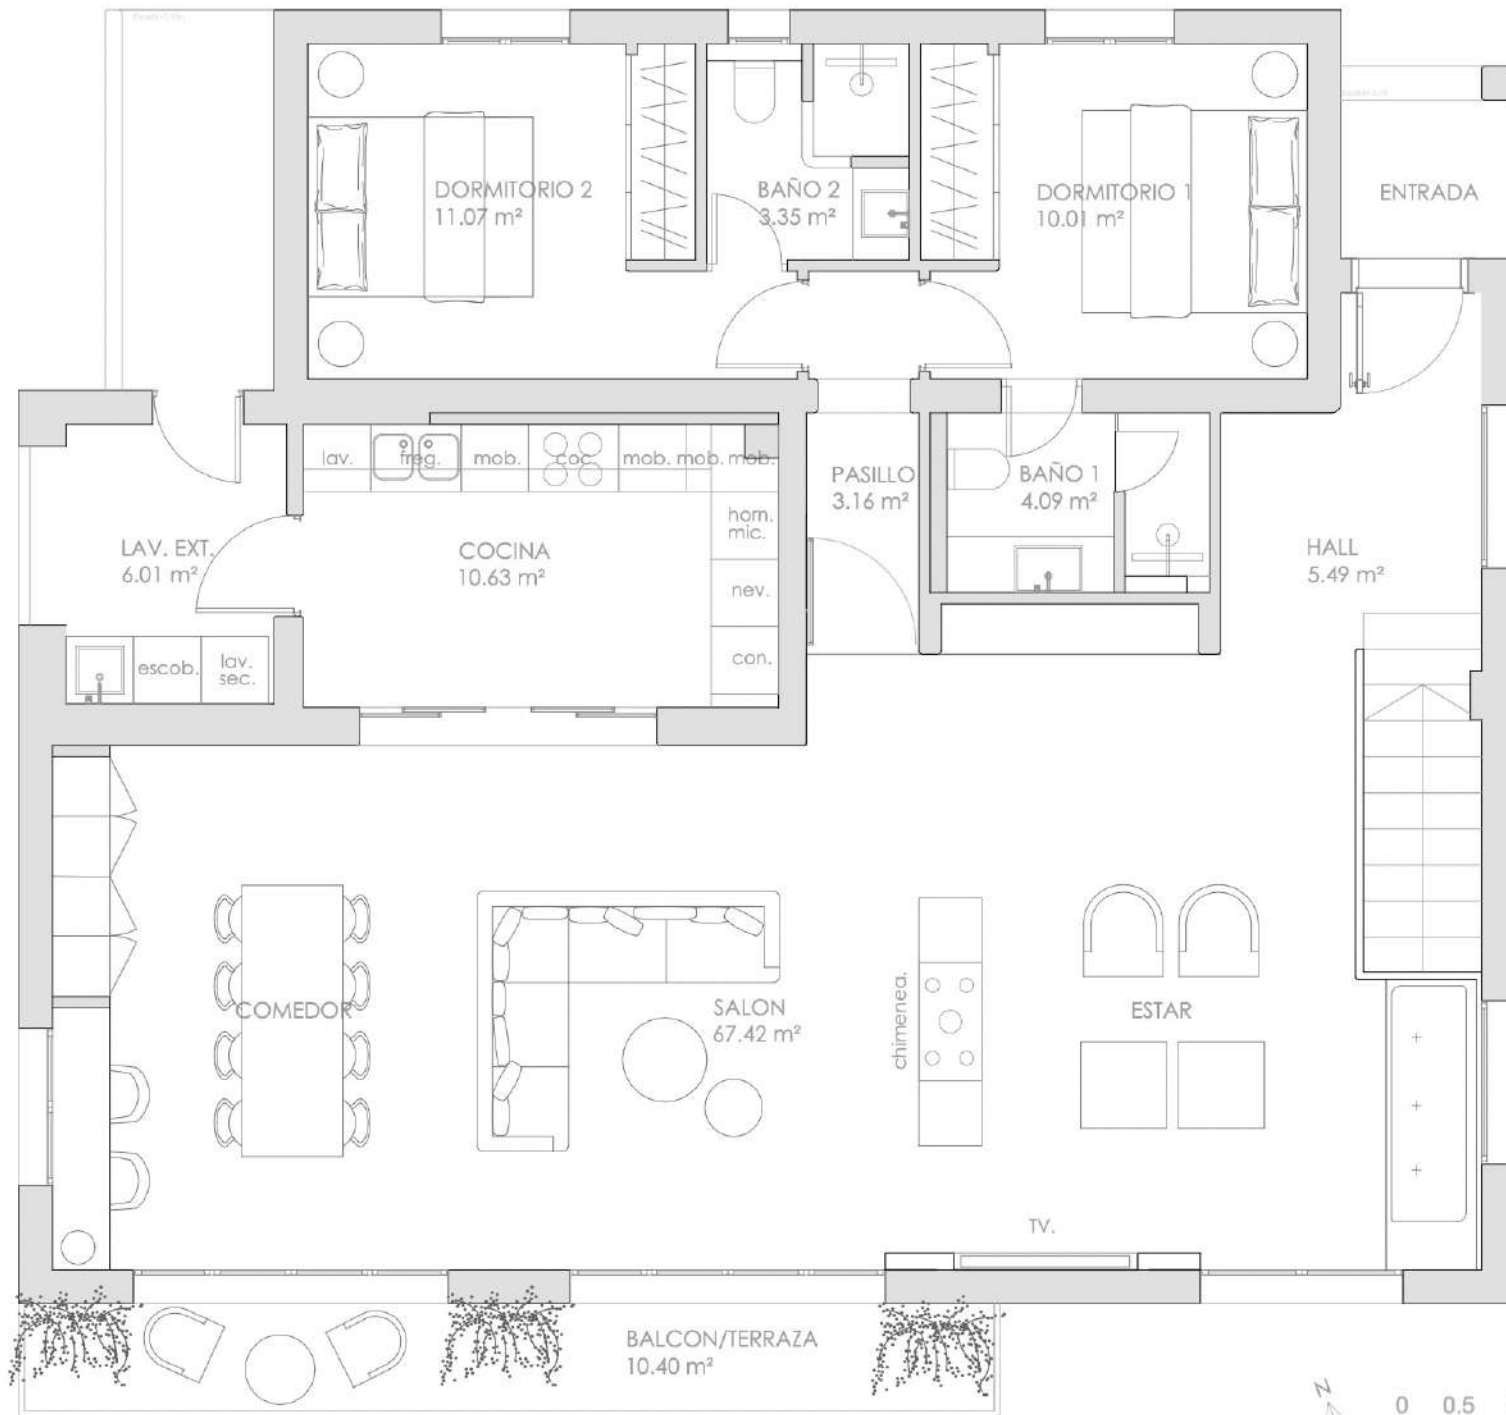 DORMITORIO 2
11.07 m²
BAÑO 2
3.35 m²
DORMITORIO 1
10.01 m²
ENTRADA
lav.
freg.
mob.
coc.
mob.
mob.
mob.
horn.
mic.
nev.
con.
PASILLO
3.16 m²
BAÑO 1
4.09 m²
LAV. EXT.
6.01 m²
COCINA
10.63 m²
HALL
5.49 m²
escob.
lav.
sec.
COMEDOR
SALON
67.42 m²
chimenea.
ESTAR
TV.
BALCON/TERRAZA
10.40 m²
N
0 0.5